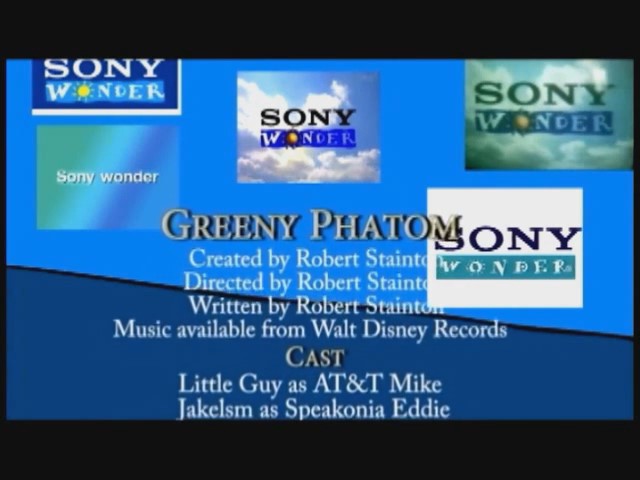 SONY
WONDER
SONY
WONDER
SONY
WONDER
Sony wonder
SONY
WONDER
GREENY PHATOM
Created by Robert Stainton
Directed by Robert Stainton
Written by Robert Stainton
Music available from Walt Disney Records
CAST
Little Guy as AT&T Mike
Jakelsm as Speakonia Eddie